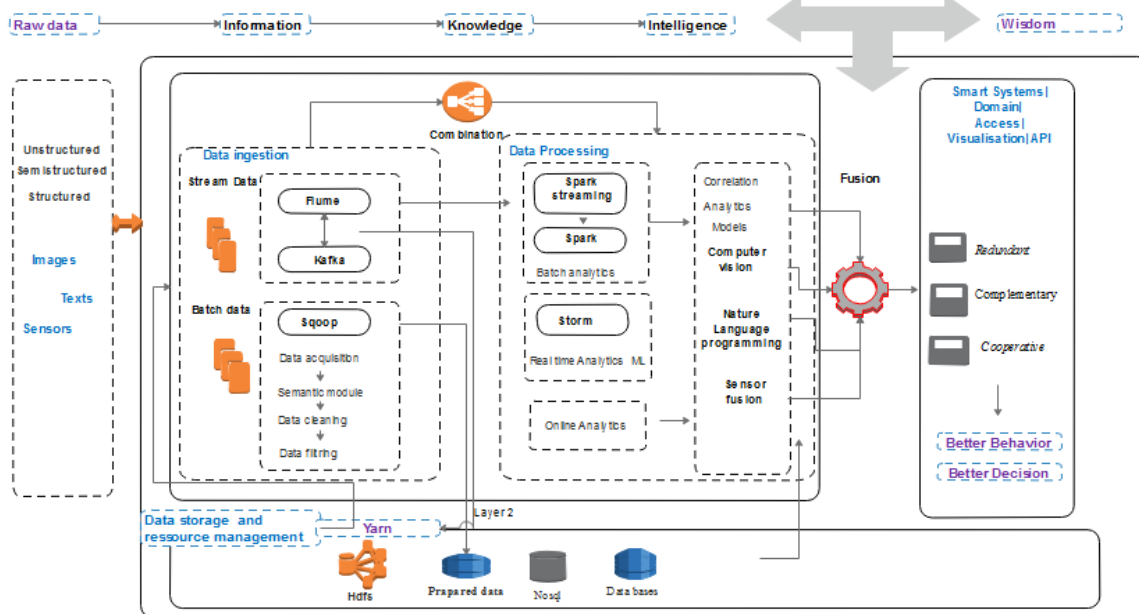 Raw data
Information
Knowledge
Intelligence
Wisdom
Unstructured
Semistructured
Structured
Images
Texts
Sensors
Combination
Data ingestion
Stream Data
Flume
Kafka
Batch data
Sqoop
Data acquisition
Semantic module
Data cleaning
Data filtring
Data Processing
Spark
streaming
Spark
Batch analytics
Storm
Real time Analytics ML
Online Analytics
Correlation
Analytics
Models
Computer
vision
Nature
Language
programming
Sensor
fusion
Fusion
Smart Systems|
Domain|
Access|
Visualisation|API
Redundant
Complementary
Cooperative
Better Behavior
Better Decision
Layer 2
Data storage and
ressource management
Yarn
Hdfs
Prapared data
Nosql
Data bases